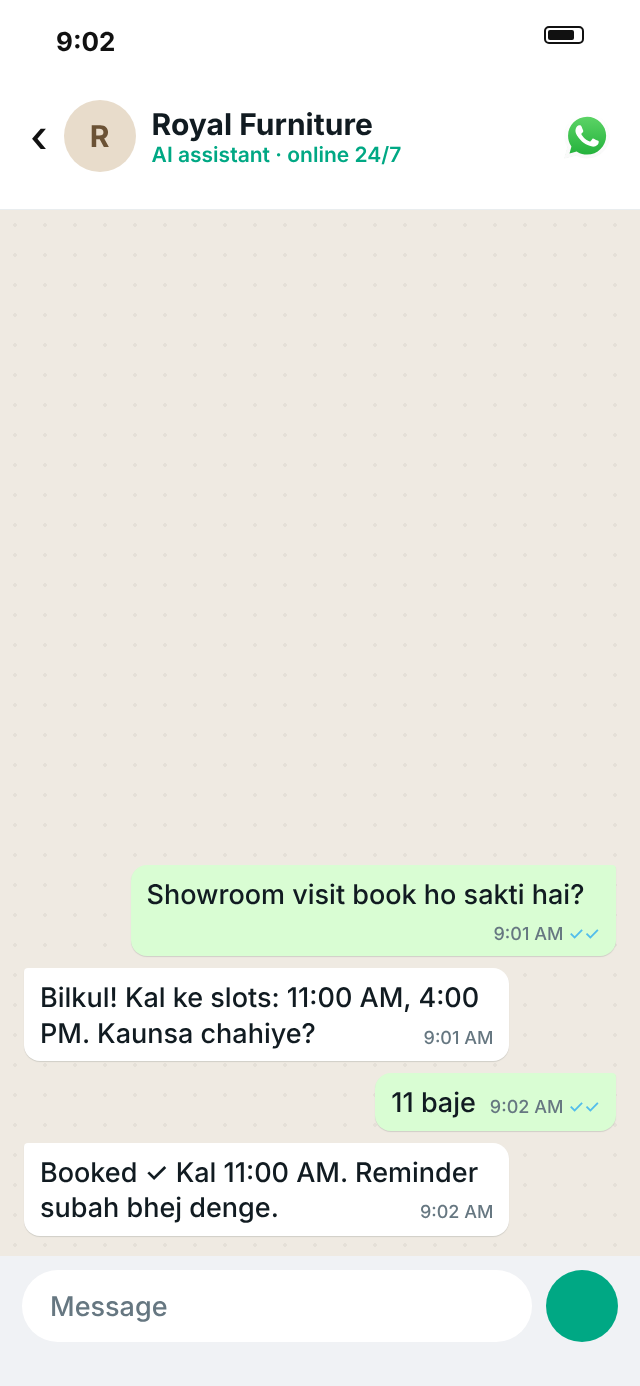 9:02
R
Royal Furniture
AI assistant · online 24/7
Showroom visit book ho sakti hai?
9:01 AM
Bilkul! Kal ke slots: 11:00 AM, 4:00
PM. Kaunsa chahiye?
9:01 AM
11 baje
9:02 AM
Booked ✓ Kal 11:00 AM. Reminder
subah bhej denge.
9:02 AM
Message